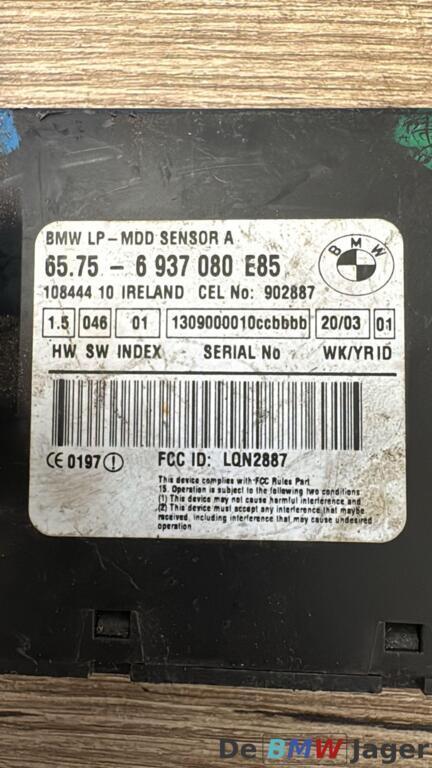 BMW LP-MDD SENSOR A
65.75 - 6 937 080 E85
BMW
108444 10 IRELAND CEL No: 902887
1.5 046 01 1309000010ccbbbb 20/03 01
HW SW INDEX SERIAL No WK/YR ID
CE 0197 FCC ID: LQN2887
This device complies with FCC Rules Part
15. Operation is subject to the following two conditions:
(1) This device may not cause harmful interference and
(2) This device must accept any interference
received, including interference that may cause undesired
operation
De BMW Jager